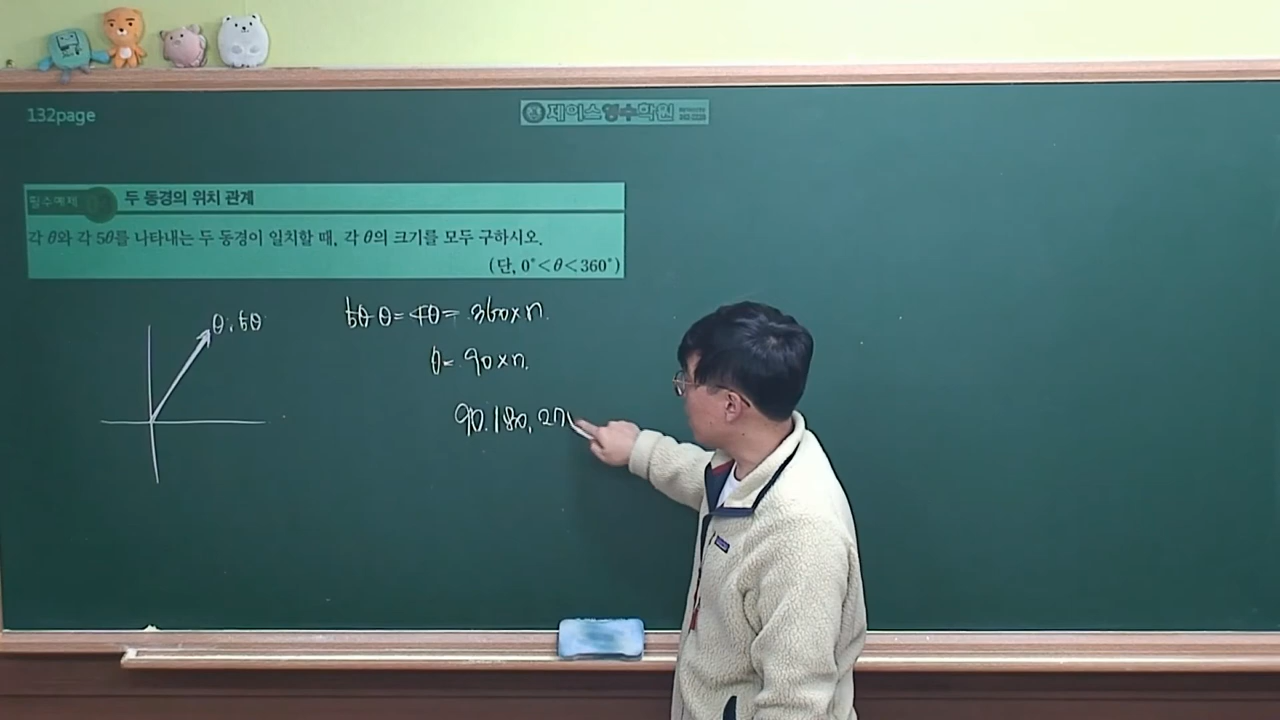 132page
제이스영수학원
필수예제
두 동경의 위치 관계
각 θ와 각 5θ를 나타내는 두 동경이 일치할 때, 각 θ의 크기를 모두 구하시오.
(단, 0°<θ<360°)
θ, 5θ
5θ-θ=4θ=360×n.
θ=90×n.
90.180, 27